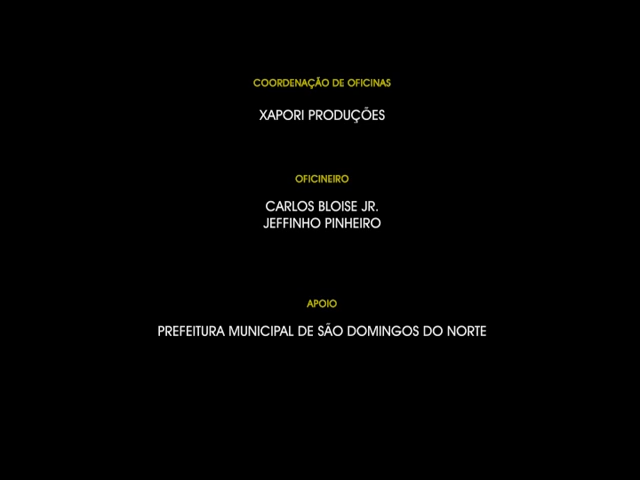 COORDENAÇÃO DE OFICINAS
XAPORI PRODUÇÕES
OFICINEIRO
CARLOS BLOISE JR.
JEFFINHO PINHEIRO
APOIO
PREFEITURA MUNICIPAL DE SÃO DOMINGOS DO NORTE